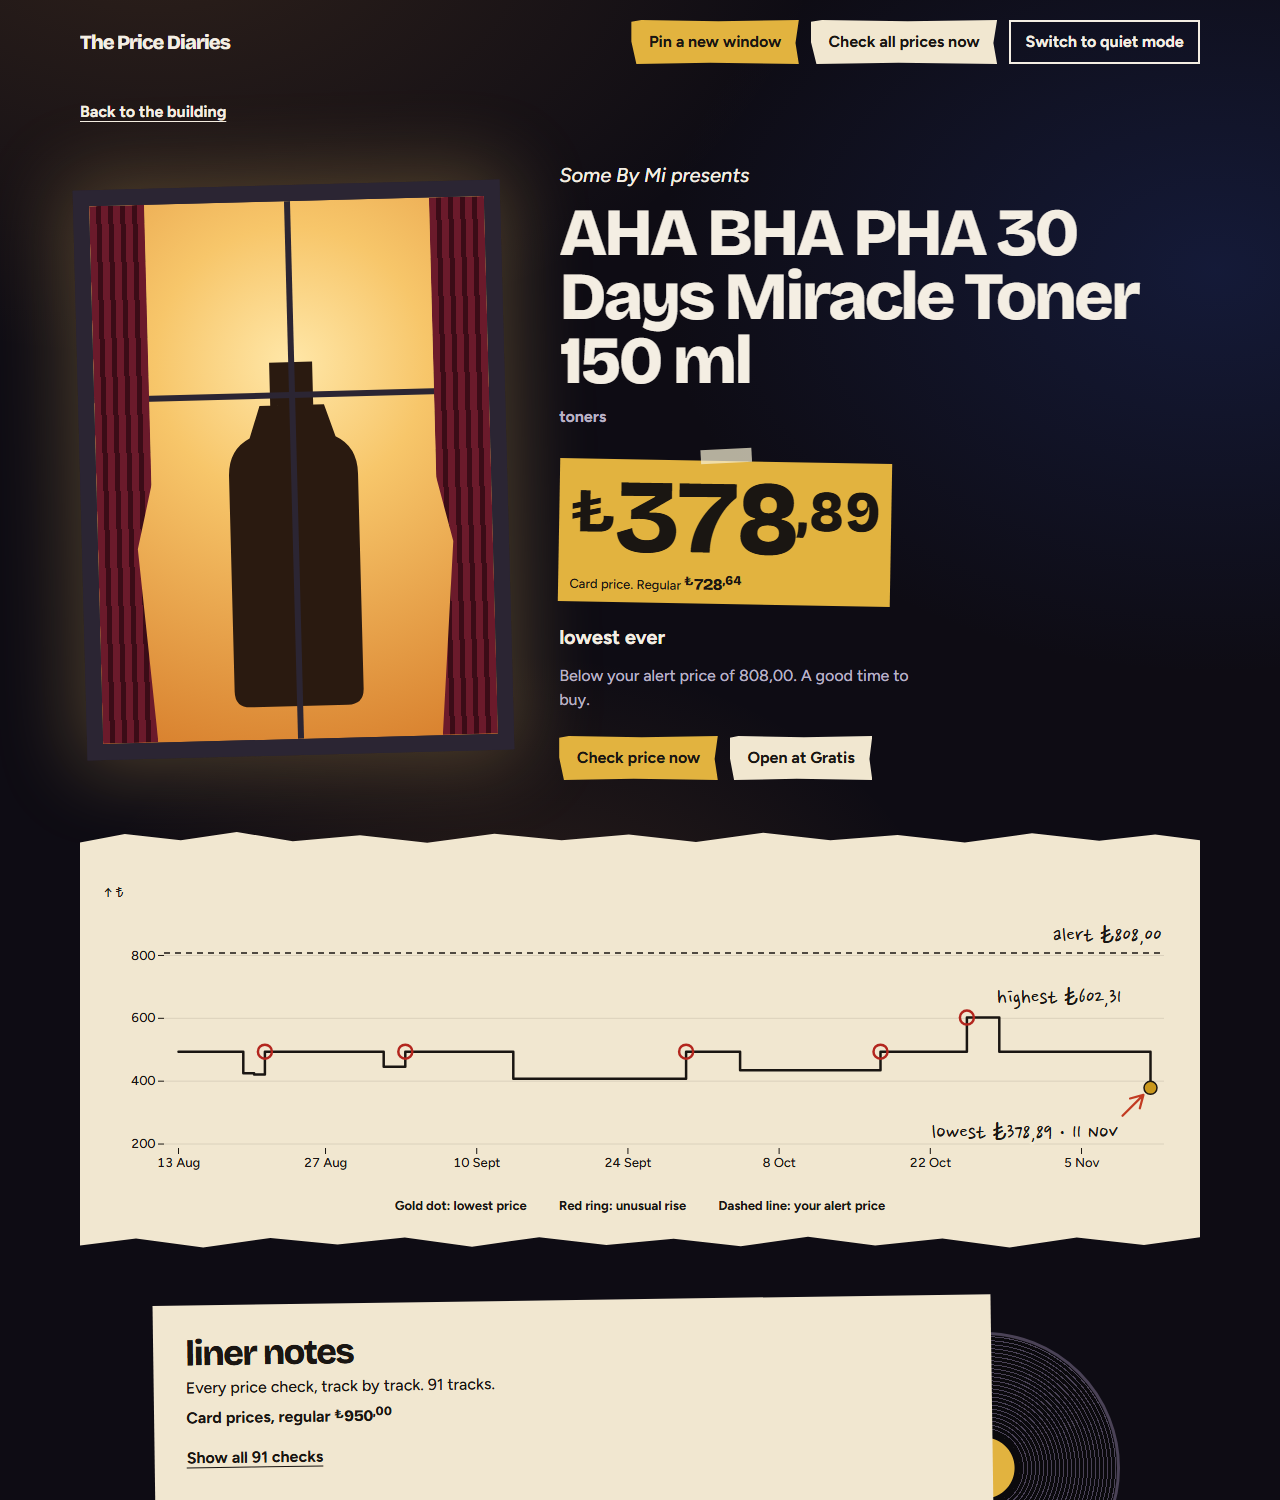 The Price Diaries
Pin a new window
Check all prices now
Switch to quiet mode
Back to the building
Some By Mi presents
AHA BHA PHA 30
Days Miracle Toner
150 ml
toners
₺378,89
Card price. Regular ₺728,64
lowest ever
Below your alert price of 808,00. A good time to
buy.
Check price now
Open at Gratis
↑ ₺
alert ₺808,00
800
highest ₺602,31
600
400
lowest ₺378,89 · 11 Nov
200
13 Aug
27 Aug
10 Sept
24 Sept
8 Oct
22 Oct
5 Nov
Gold dot: lowest price
Red ring: unusual rise
Dashed line: your alert price
liner notes
Every price check, track by track. 91 tracks.
Card prices, regular ₺950,00
Show all 91 checks